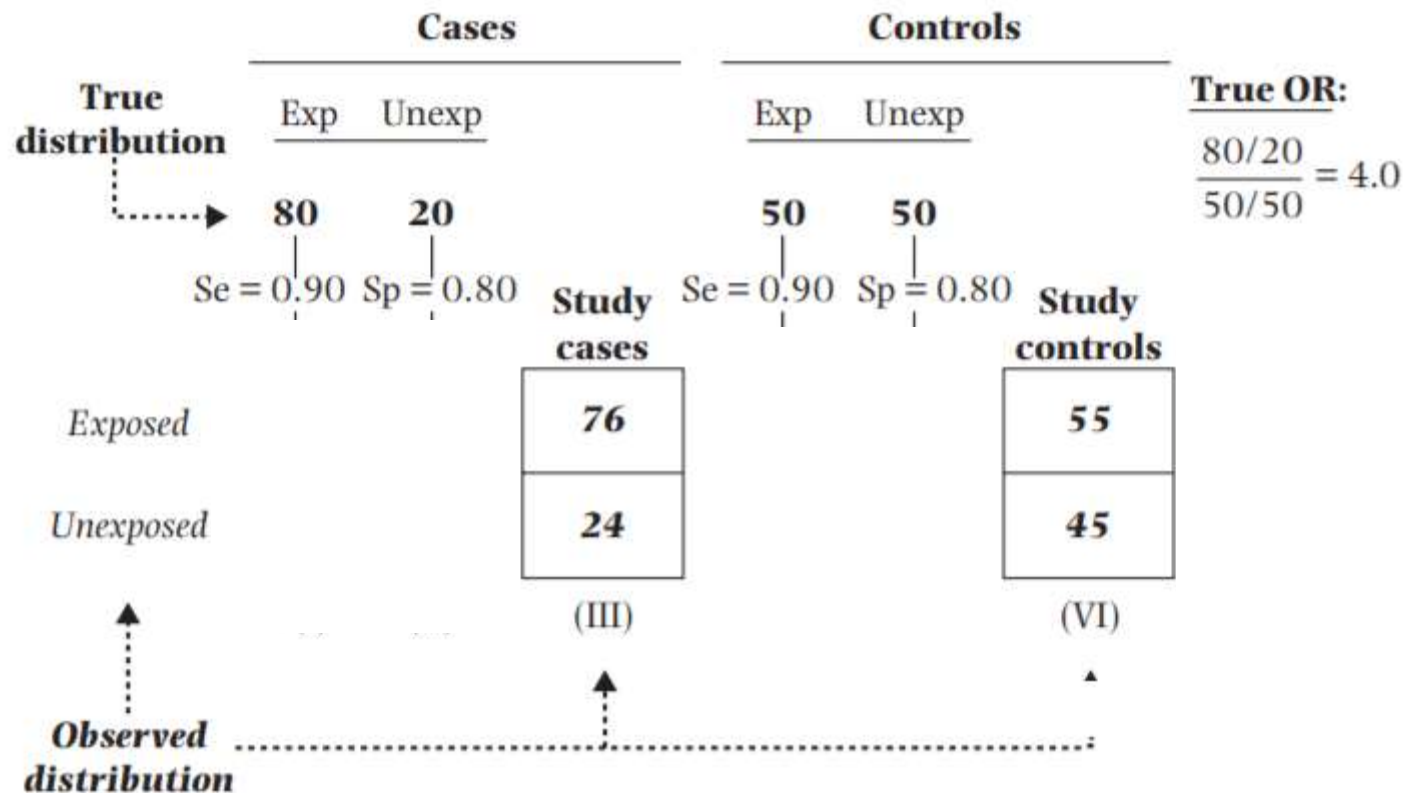 Cases Controls
True distribution
Exp Unexp Exp Unexp
True OR:
80/20
50/50
= 4.0
80 20 50 50
Se = 0.90 Sp = 0.80 Se = 0.90 Sp = 0.80
Study cases
Study controls
Exposed 76 55
Unexposed 24 45
(III) (VI)
Observed distribution